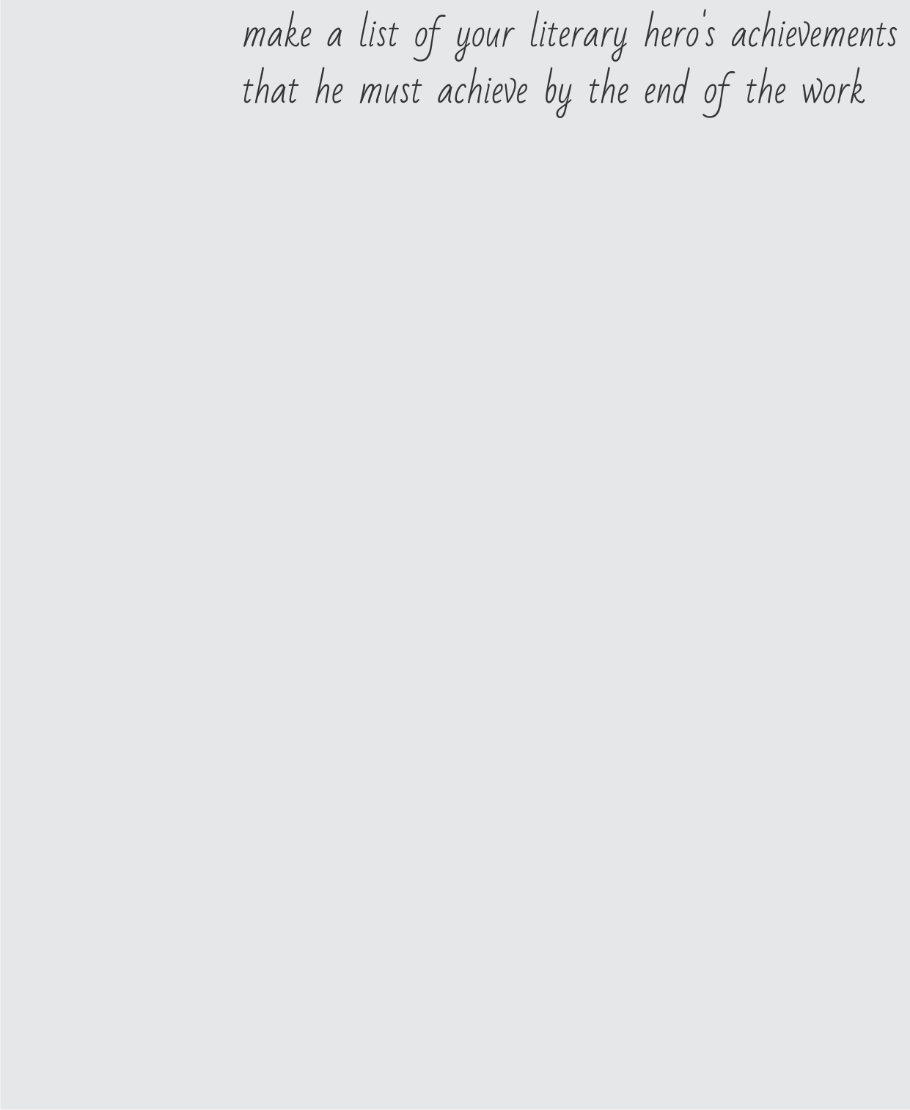 make a list of your literary hero's achievements
that he must achieve by the end of the work